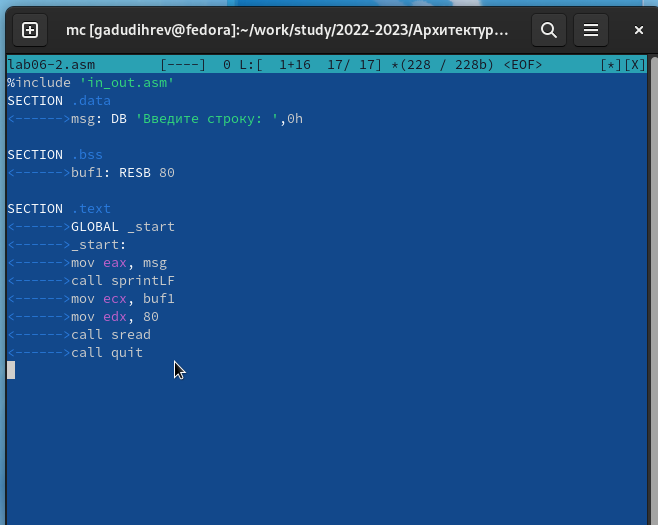 mc [gadudihrev@fedora]:~/work/study/2022-2023/Архитектур...
lab06-2.asm [----] 0 L:[ 1+16 17/ 17] *(228 / 228b) <EOF> [*][X]
%include 'in_out.asm'
SECTION .data
<------>msg: DB 'Введите строку: ',0h
SECTION .bss
<------>buf1: RESB 80
SECTION .text
<------>GLOBAL _start
<------>_start:
<------>mov eax, msg
<------>call sprintLF
<------>mov ecx, buf1
<------>mov edx, 80
<------>call sread
<------>call quit